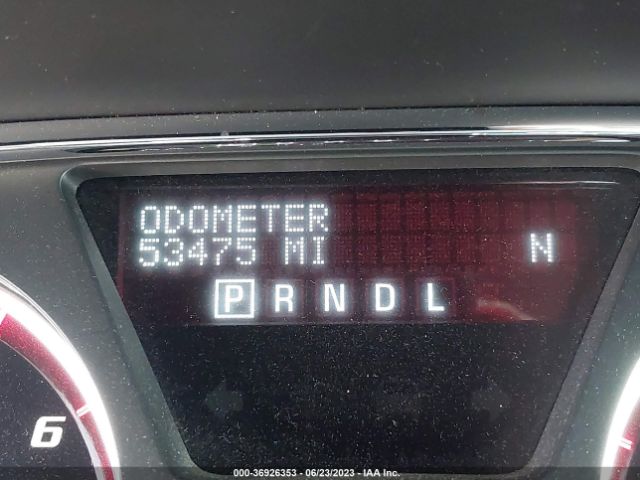 ODOMETER
53475 MI N
P R N D L
6
000-36926353 - 06/23/2023 - IAA Inc.